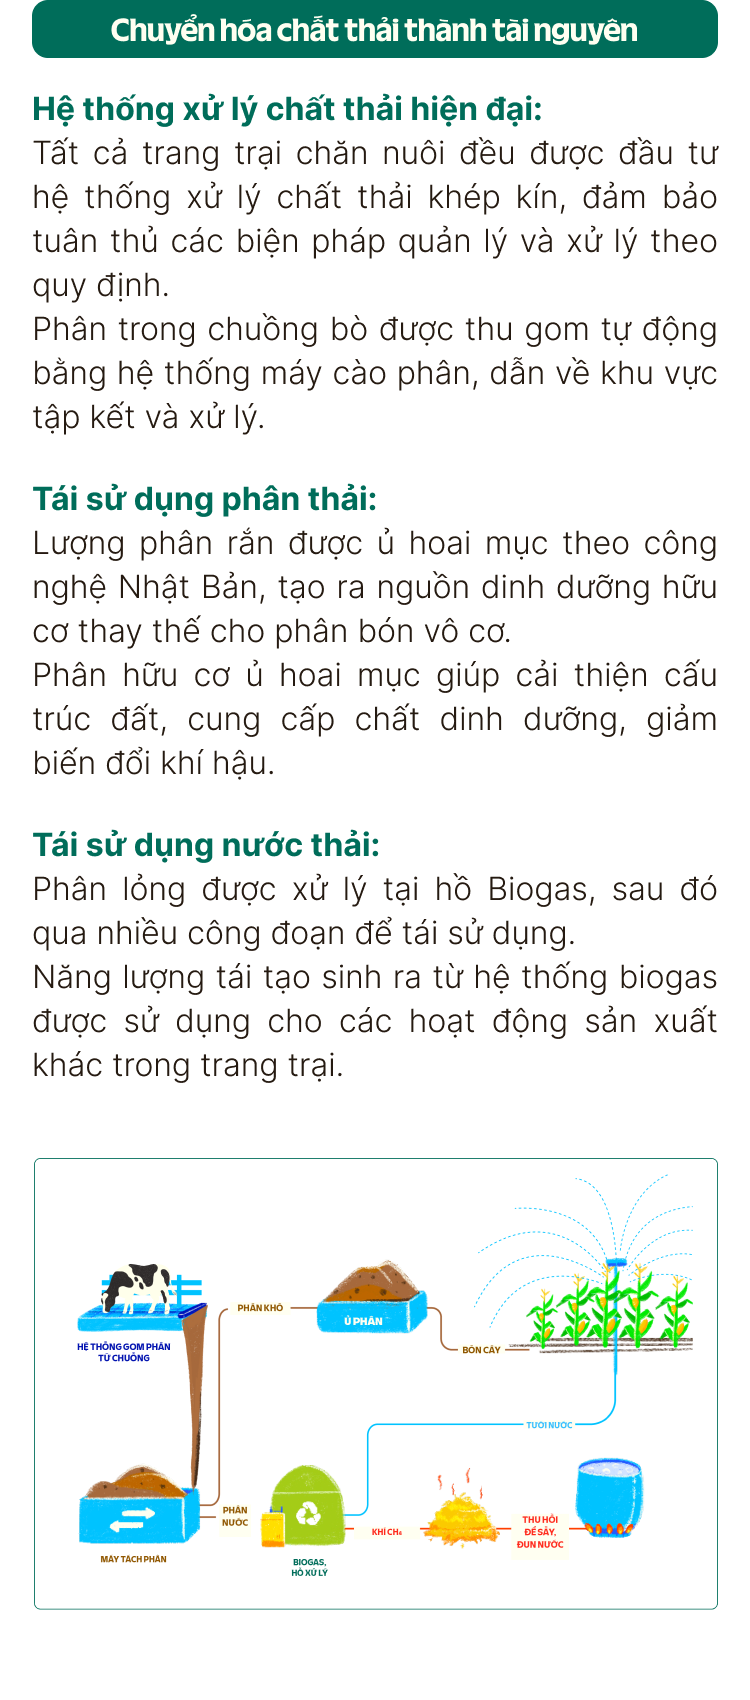 Chuyển hóa chất thải thành tài nguyên
Hệ thống xử lý chất thải hiện đại:
Tất cả trang trại chăn nuôi đều được đầu tư
hệ thống xử lý chất thải khép kín, đảm bảo
tuân thủ các biện pháp quản lý và xử lý theo
quy định.
Phân trong chuồng bò được thu gom tự động
bằng hệ thống máy cào phân, dẫn về khu vực
tập kết và xử lý.
Tái sử dụng phân thải:
Lượng phân rắn được ủ hoai mục theo công
nghệ Nhật Bản, tạo ra nguồn dinh dưỡng hữu
cơ thay thế cho phân bón vô cơ.
Phân hữu cơ ủ hoai mục giúp cải thiện cấu
trúc đất, cung cấp chất dinh dưỡng, giảm
biến đổi khí hậu.
Tái sử dụng nước thải:
Phân lỏng được xử lý tại hồ Biogas, sau đó
qua nhiều công đoạn để tái sử dụng.
Năng lượng tái tạo sinh ra từ hệ thống biogas
được sử dụng cho các hoạt động sản xuất
khác trong trang trại.
PHÂN KHÔ
Ủ PHÂN
HỆ THỐNG GOM PHÂN
TỪ CHUỒNG
BÓN CÂY
TƯỚI NƯỚC
PHÂN
NƯỚC
KHÍ CH₄
THU HỒI
ĐỂ SẤY,
ĐUN NƯỚC
MÁY TÁCH PHÂN
BIOGAS,
HỒ XỬ LÝ